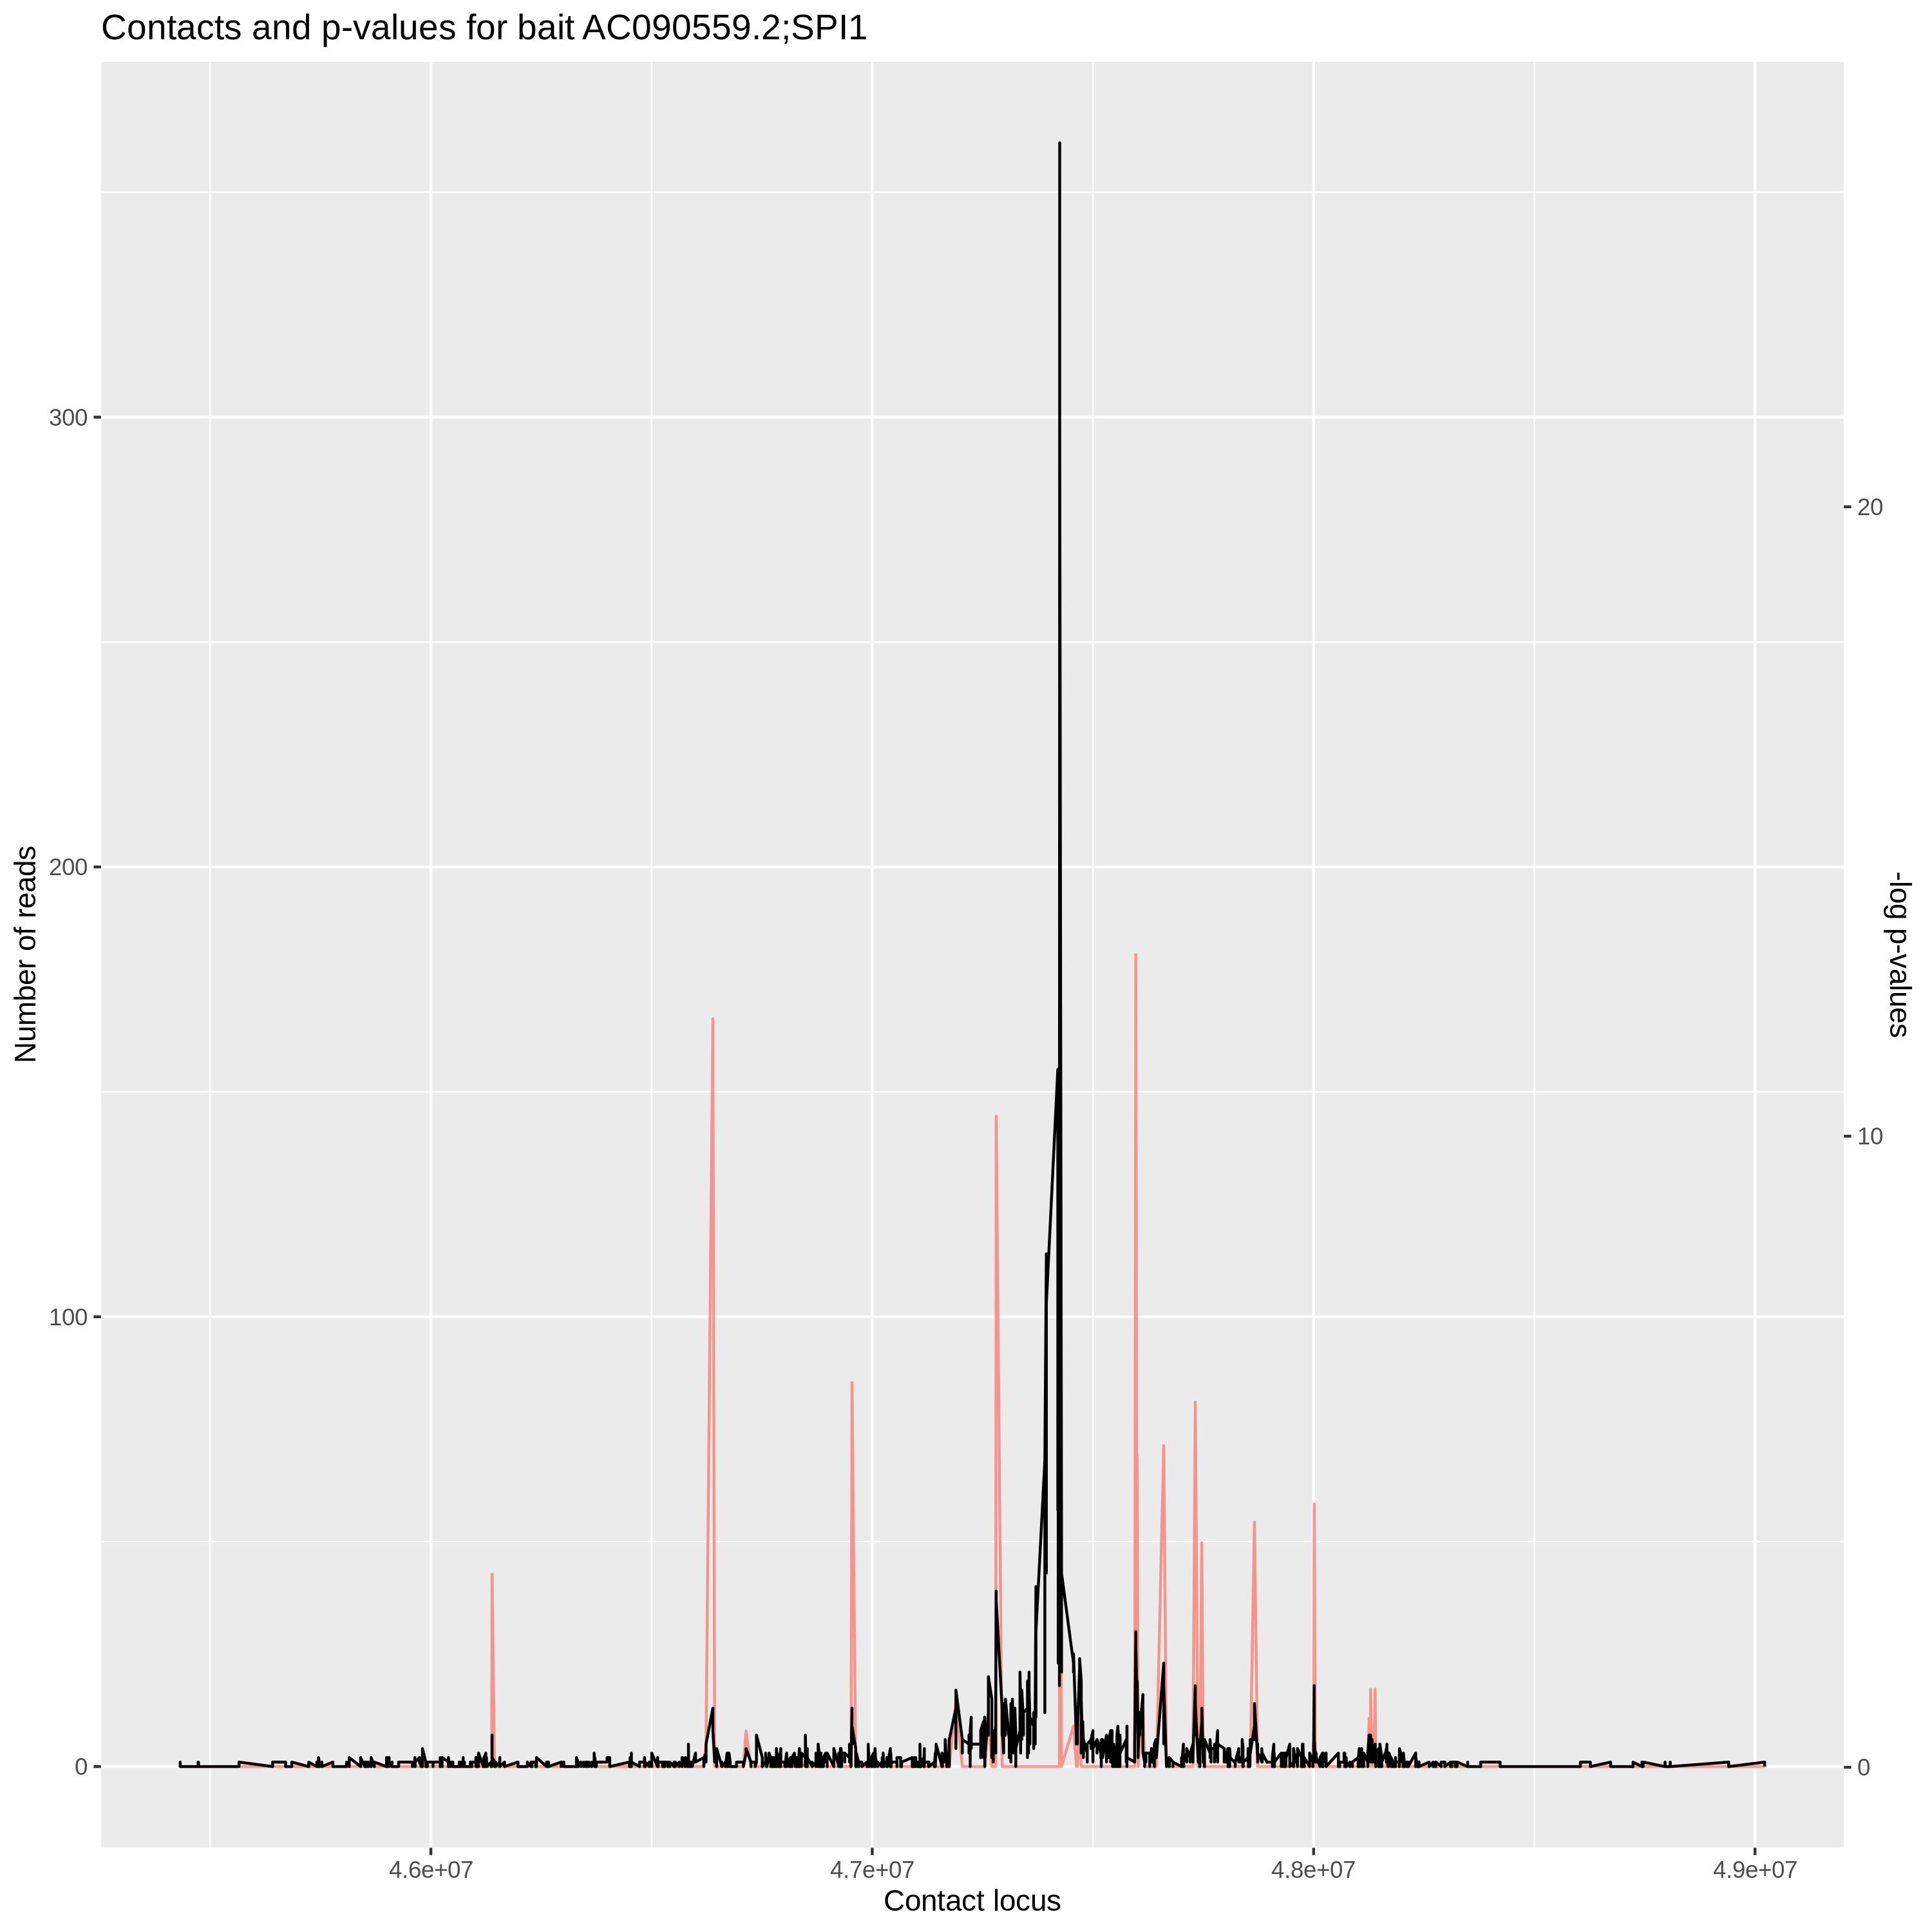 Contacts and p-values for bait AC090559.2;SPI1
300
200
100
0
Number of reads
20
10
0
-log p-values
4.6e+07
4.7e+07
4.8e+07
4.9e+07
Contact locus